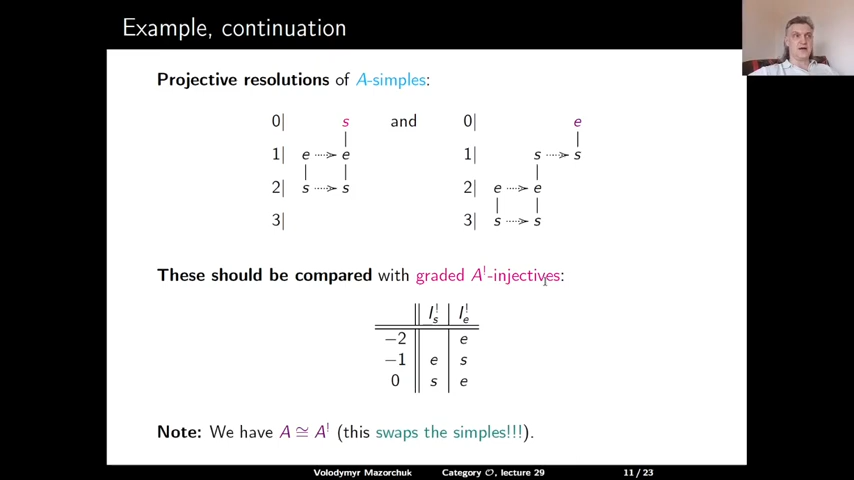 Example, continuation
Projective resolutions of A-simples:
0| s and 0| e
1| e ⋯> e 1| s ⋯> s
2| s ⋯> s 2| e ⋯> e
3| 3| s ⋯> s
These should be compared with graded A^!-injectives:
I_s^! I_e^!
−2 e
−1 e s
0 s e
Note: We have A ≅ A^! (this swaps the simples!!!).
Volodymyr Mazorchuk Category 𝒪, lecture 29 11 / 23